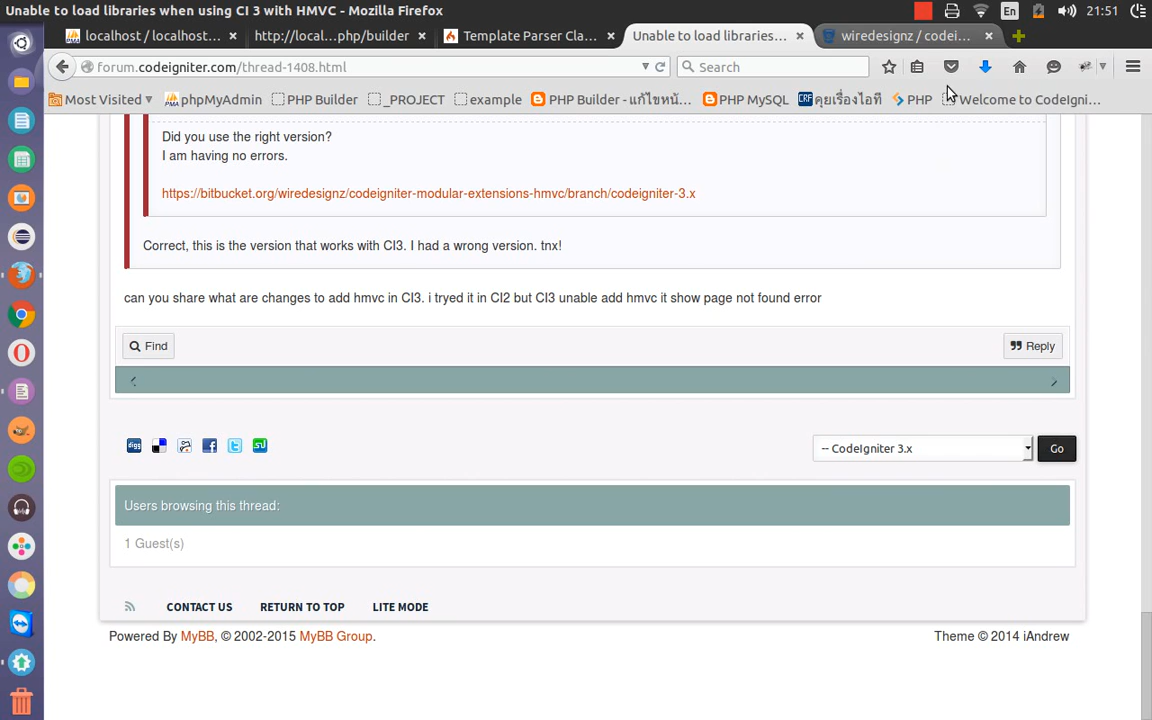 Unable to load libraries when using CI 3 with HMVC - Mozilla Firefox
En
21:51
localhost / localhost...
http://local...php/builder
Template Parser Cla...
Unable to load libraries...
wiredesignz / codei...
forum.codeigniter.com/thread-1408.html
Search
Most Visited
phpMyAdmin
PHP Builder
_PROJECT
example
PHP Builder - แก้ไขหน้...
PHP MySQL
CRF
คุยเรื่องไอที
PHP
Welcome to CodeIgni...
Did you use the right version?
I am having no errors.
https://bitbucket.org/wiredesignz/codeigniter-modular-extensions-hmvc/branch/codeigniter-3.x
Correct, this is the version that works with CI3. I had a wrong version. tnx!
can you share what are changes to add hmvc in CI3. i tryed it in CI2 but CI3 unable add hmvc it show page not found error
Find
Reply
digg
-- CodeIgniter 3.x
Go
Users browsing this thread:
1 Guest(s)
CONTACT US
RETURN TO TOP
LITE MODE
Powered By MyBB, © 2002-2015 MyBB Group.
Theme © 2014 iAndrew